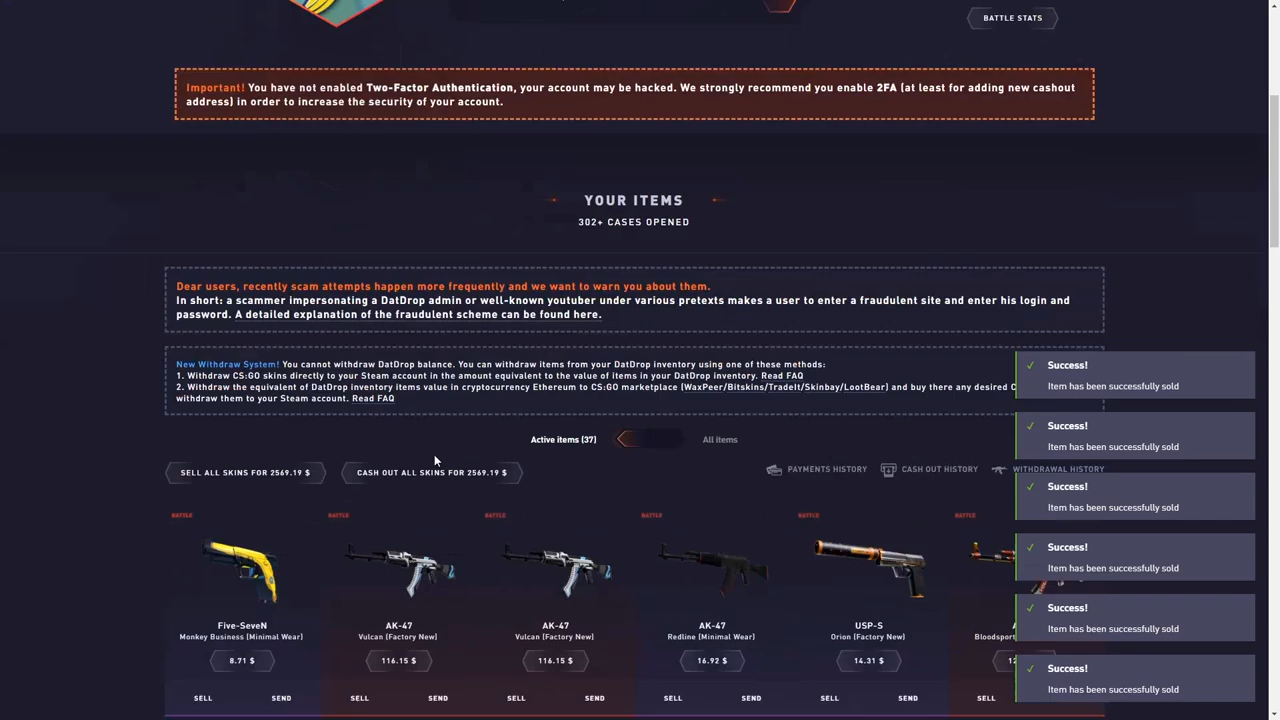 BATTLE STATS
Important! You have not enabled Two-Factor Authentication, your account may be hacked. We strongly recommend you enable 2FA (at least for adding new cashout
address) in order to increase the security of your account.
YOUR ITEMS
302+ CASES OPENED
Dear users, recently scam attempts happen more frequently and we want to warn you about them.
In short: a scammer impersonating a DatDrop admin or well-known youtuber under various pretexts makes a user to enter a fraudulent site and enter his login and
password. A detailed explanation of the fraudulent scheme can be found here.
New Withdraw System! You cannot withdraw DatDrop balance. You can withdraw items from your DatDrop inventory using one of these methods:
1. Withdraw CS:GO skins directly to your Steam account in the amount equivalent to the value of items in your DatDrop inventory. Read FAQ
2. Withdraw the equivalent of DatDrop inventory items value in cryptocurrency Ethereum to CS:GO marketplace (WaxPeer/Bitskins/TradeIt/Skinbay/LootBear) and buy there any desired
withdraw them to your Steam account. Read FAQ
Active items (37)
All items
SELL ALL SKINS FOR 2569.19 $
CASH OUT ALL SKINS FOR 2569.19 $
PAYMENTS HISTORY
CASH OUT HISTORY
WITHDRAWAL HISTORY
BATTLE
BATTLE
BATTLE
BATTLE
BATTLE
BATTLE
Five-SeveN
Monkey Business (Minimal Wear)
8.71 $
SELL
SEND
AK-47
Vulcan (Factory New)
116.15 $
SELL
SEND
AK-47
Vulcan (Factory New)
116.15 $
SELL
SEND
AK-47
Redline (Minimal Wear)
16.92 $
SELL
SEND
USP-S
Orion (Factory New)
14.31 $
SELL
SEND
Bloodsport
SELL
Success!
Item has been successfully sold
Success!
Item has been successfully sold
Success!
Item has been successfully sold
Success!
Item has been successfully sold
Success!
Item has been successfully sold
Success!
Item has been successfully sold